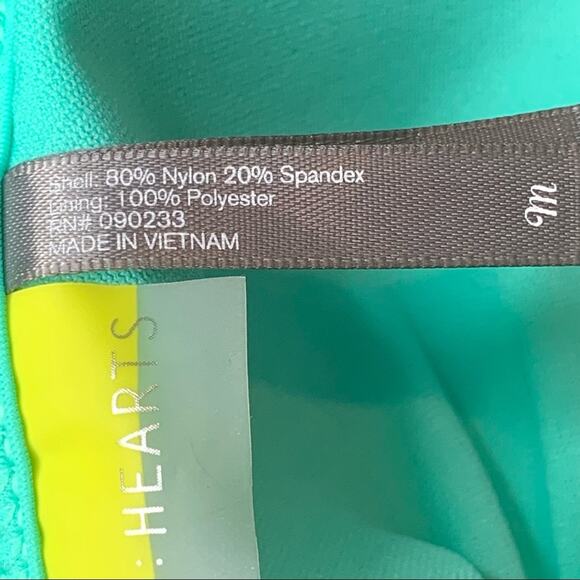 Shell: 80% Nylon 20% Spandex
Lining: 100% Polyester
RN# 090233
MADE IN VIETNAM
m
: HEARTS